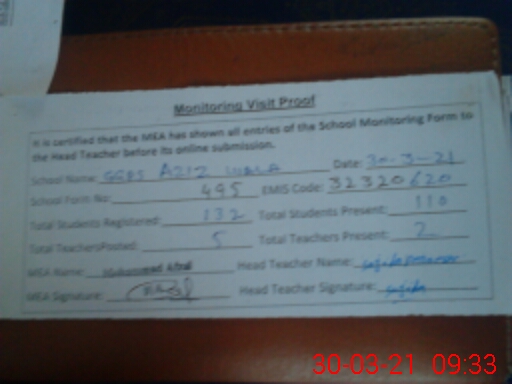 Monitoring Visit Proof
It is certified that the MEA has shown all entries of the School Monitoring Form to
the Head Teacher before its online submission.
School Name: GGPS AZIZ WALA Date: 30-3-21
School Form No: 495 EMIS Code: 32320620
Total Students Registered: 132 Total Students Present: 110
Total TeachersPosted: 5 Total Teachers Present: 2
MEA Name: Muhammad Afzal Head Teacher Name: sajida
MEA Signature: Head Teacher Signature: sajida
30-03-21 09:33